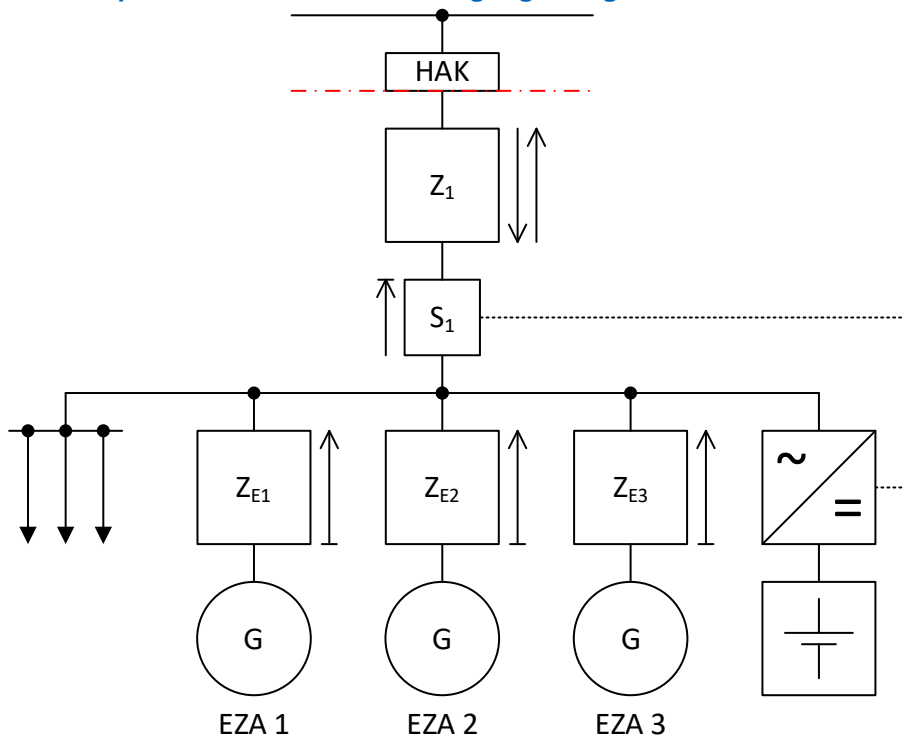 HAK
Z1
S1
ZE1 ZE2 ZE3 ~ =
G G G
EZA 1 EZA 2 EZA 3